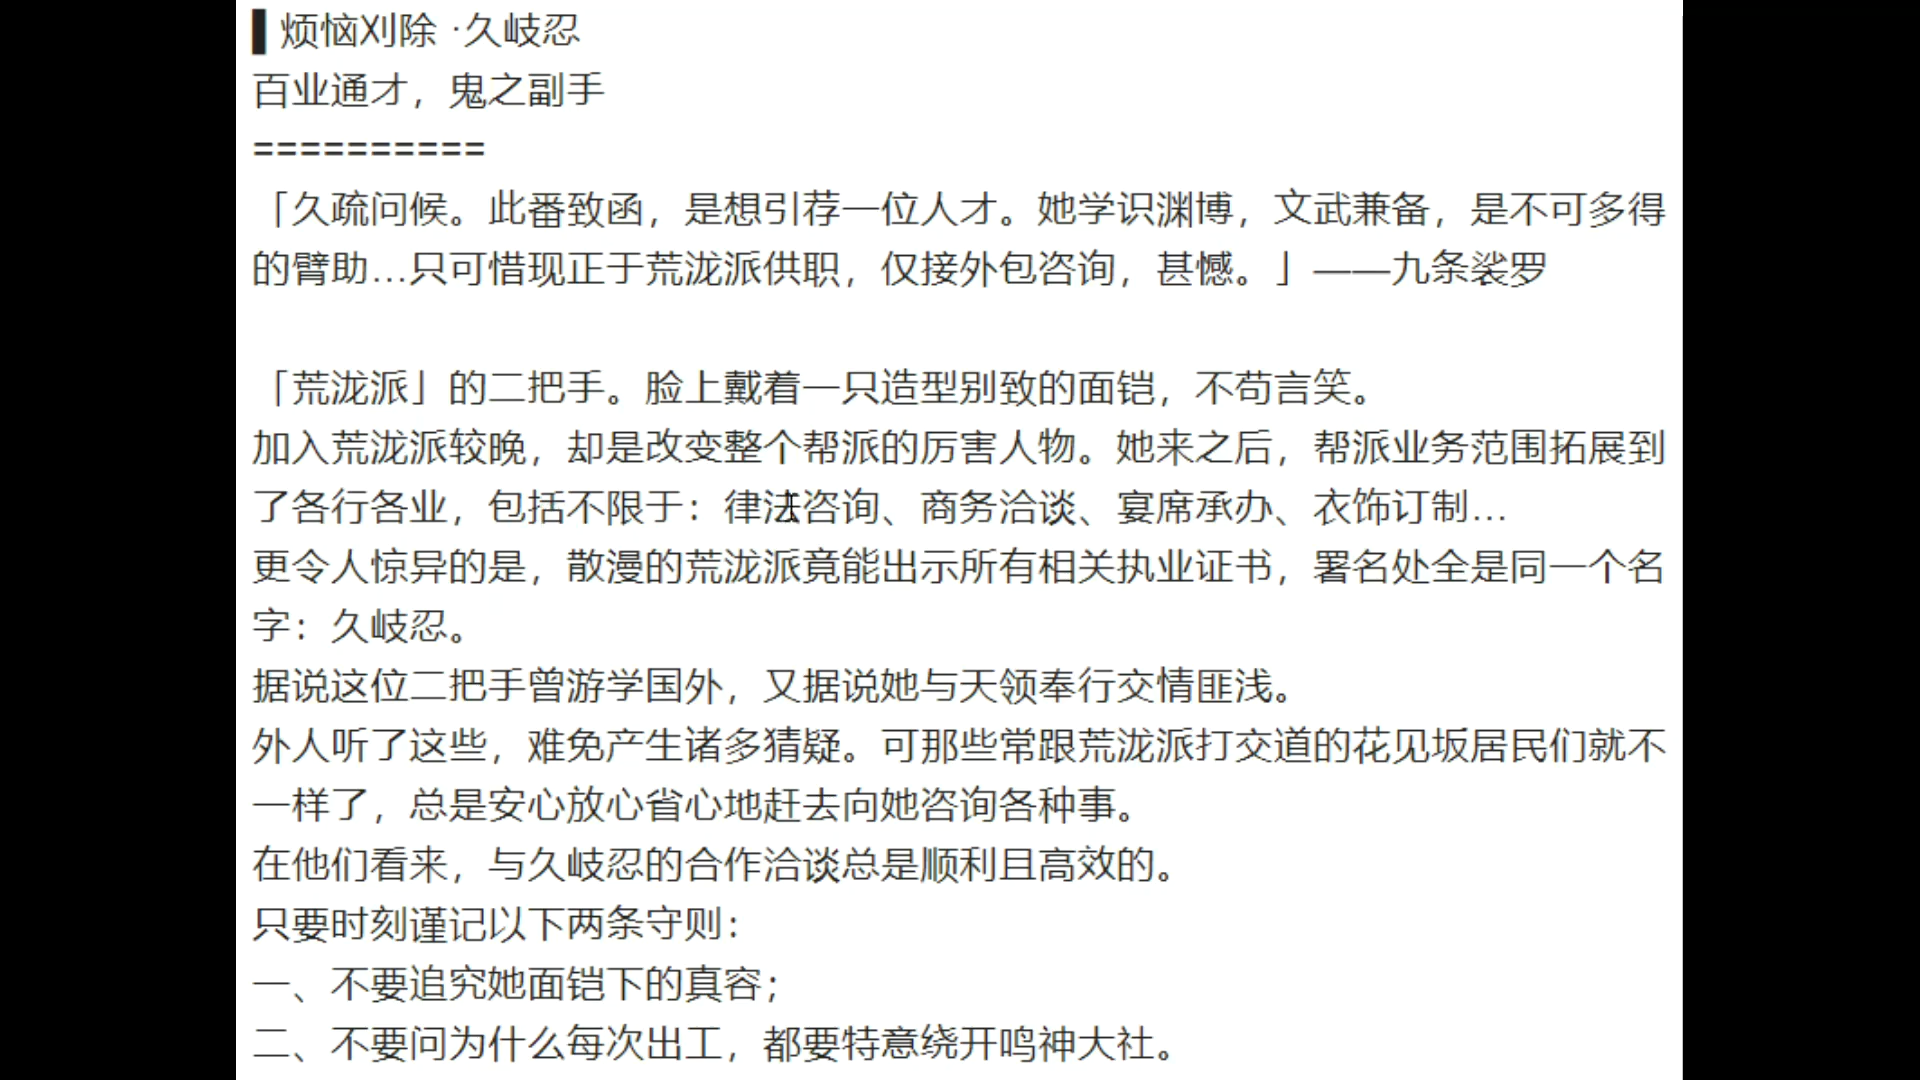 ▌烦恼刈除 ·久岐忍
百业通才，鬼之副手
==========
「久疏问候。此番致函，是想引荐一位人才。她学识渊博，文武兼备，是不可多得
的臂助…只可惜现正于荒泷派供职，仅接外包咨询，甚憾。」——九条裟罗
「荒泷派」的二把手。脸上戴着一只造型别致的面铠，不苟言笑。
加入荒泷派较晚，却是改变整个帮派的厉害人物。她来之后，帮派业务范围拓展到
了各行各业，包括不限于：律法咨询、商务洽谈、宴席承办、衣饰订制…
更令人惊异的是，散漫的荒泷派竟能出示所有相关执业证书，署名处全是同一个名
字：久岐忍。
据说这位二把手曾游学国外，又据说她与天领奉行交情匪浅。
外人听了这些，难免产生诸多猜疑。可那些常跟荒泷派打交道的花见坂居民们就不
一样了，总是安心放心省心地赶去向她咨询各种事。
在他们看来，与久岐忍的合作洽谈总是顺利且高效的。
只要时刻谨记以下两条守则：
一、不要追究她面铠下的真容；
二、不要问为什么每次出工，都要特意绕开鸣神大社。